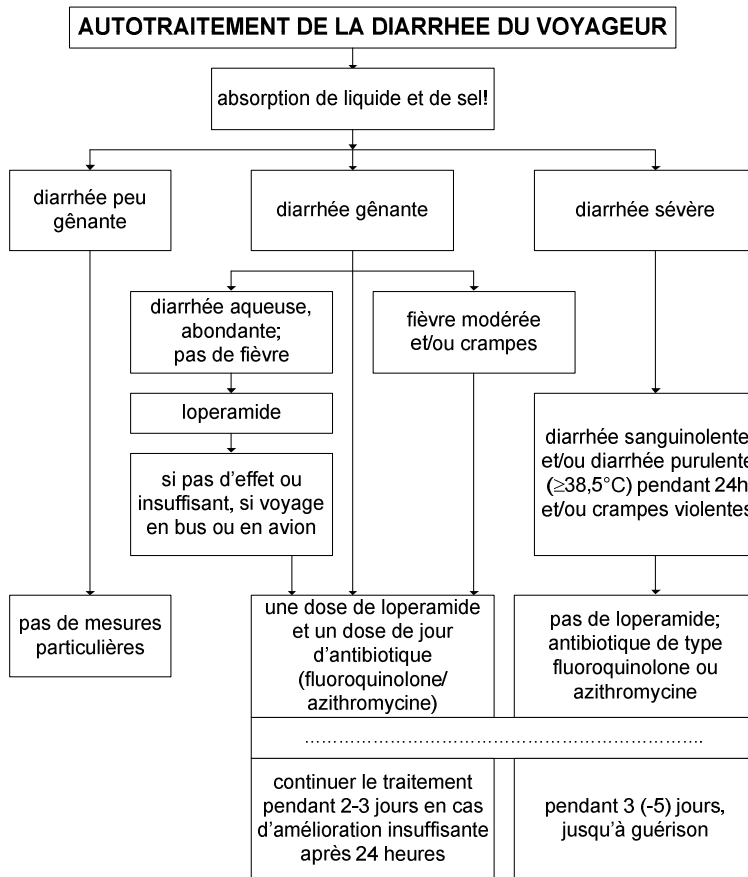 AUTOTRAITEMENT DE LA DIARRHEE DU VOYAGEUR
absorption de liquide et de sel!
diarrhée peu
gênante
diarrhée gênante
diarrhée sévère
diarrhée aqueuse,
abondante;
pas de fièvre
fièvre modérée
et/ou crampes
loperamide
si pas d'effet ou
insuffisant, si voyage
en bus ou en avion
diarrhée sanguinolente
et/ou diarrhée purulente
(≥38,5°C) pendant 24h
et/ou crampes violentes
pas de mesures
particulières
une dose de loperamide
et un dose de jour
d'antibiotique
(fluoroquinolone/
azithromycine)
pas de loperamide;
antibiotique de type
fluoroquinolone ou
azithromycine
………………………………………………………….
continuer le traitement
pendant 2-3 jours en cas
d'amélioration insuffisante
après 24 heures
pendant 3 (-5) jours,
jusqu'à guérison